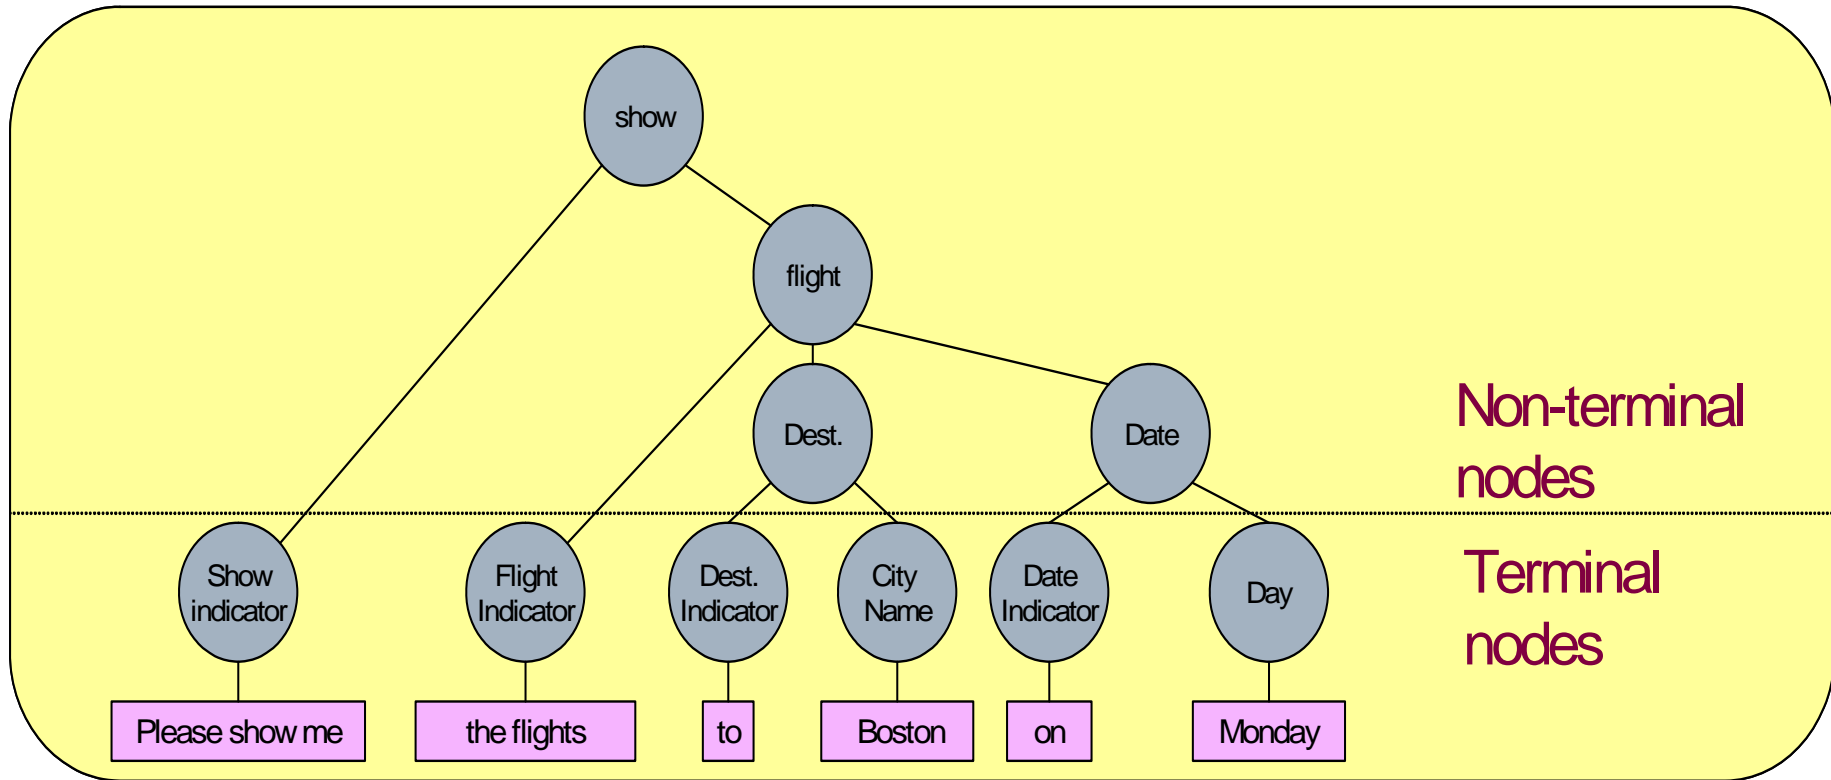 show
flight
Dest.
Date
Non-terminal
nodes
Show
indicator
Flight
Indicator
Dest.
Indicator
City
Name
Date
Indicator
Day
Terminal
nodes
Please show me
the flights
to
Boston
on
Monday